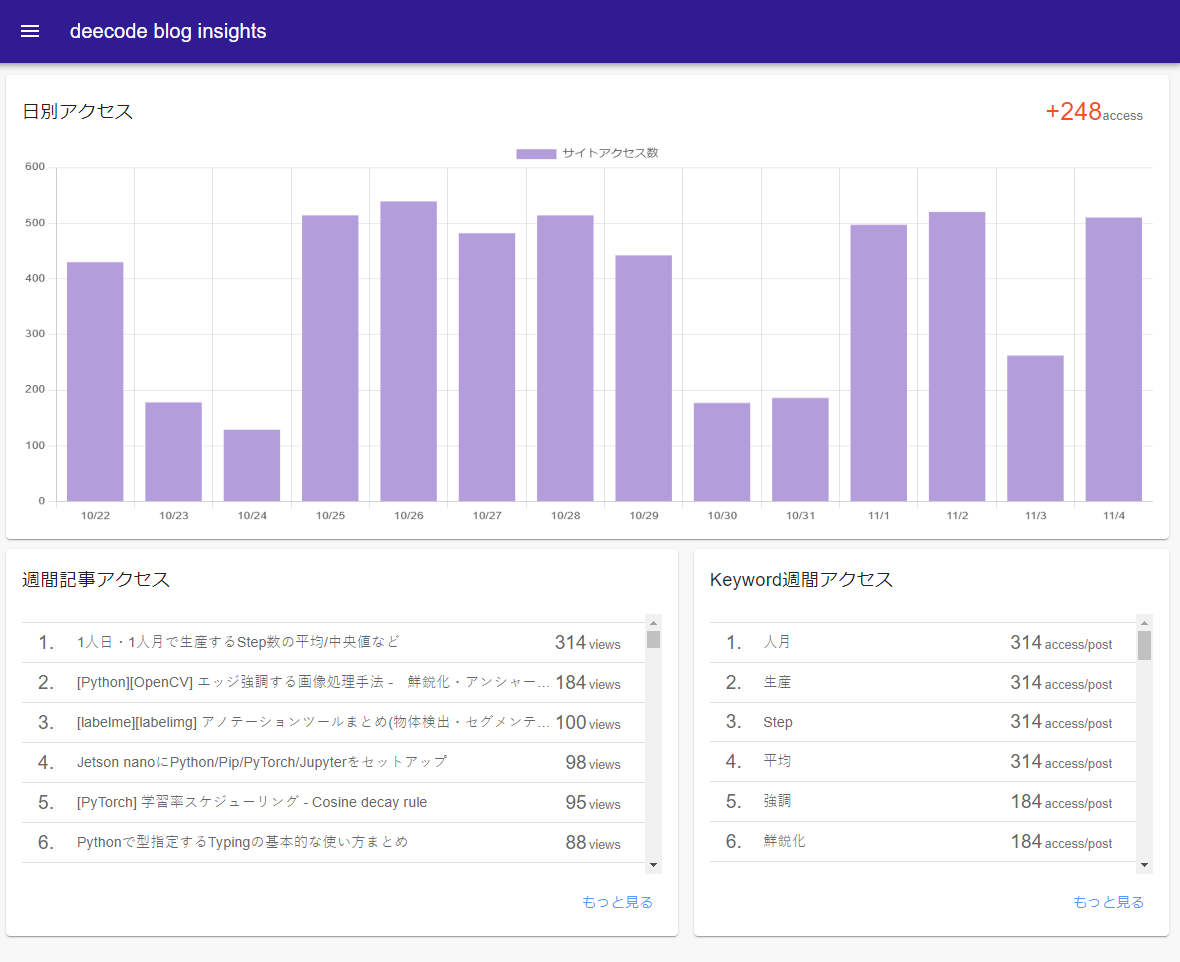 deecode blog insights
日別アクセス
+248access
サイトアクセス数
600
500
400
300
200
100
0
10/22 10/23 10/24 10/25 10/26 10/27 10/28 10/29 10/30 10/31 11/1 11/2 11/3 11/4
週間記事アクセス
1. 1人日・1人月で生産するStep数の平均/中央値など 314 views
2. [Python][OpenCV] エッジ強調する画像処理手法 - 鮮鋭化・アンシャー... 184 views
3. [labelme][labelimg] アノテーションツールまとめ(物体検出・セグメンテ... 100 views
4. Jetson nanoにPython/Pip/PyTorch/Jupyterをセットアップ 98 views
5. [PyTorch] 学習率スケジューリング - Cosine decay rule 95 views
6. Pythonで型指定するTypingの基本的な使い方まとめ 88 views
もっと見る
Keyword週間アクセス
1. 人月 314 access/post
2. 生産 314 access/post
3. Step 314 access/post
4. 平均 314 access/post
5. 強調 184 access/post
6. 鮮鋭化 184 access/post
もっと見る